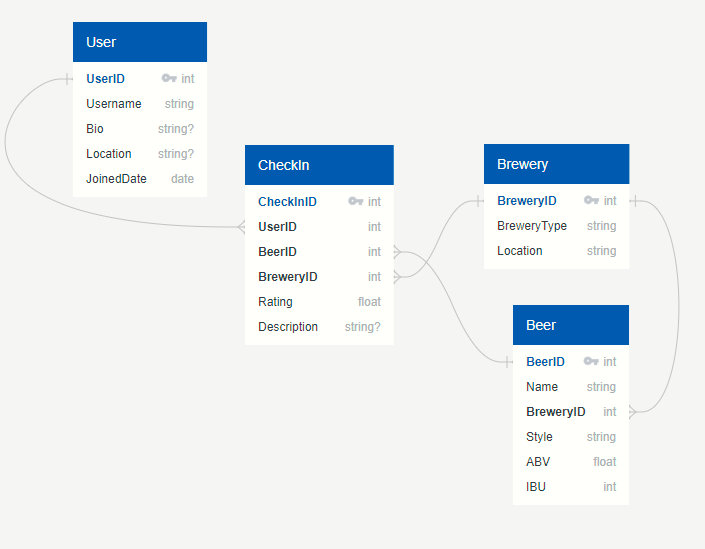 User
UserID int
Username string
Bio string?
Location string?
JoinedDate date
CheckIn
CheckInID int
UserID int
BeerID int
BreweryID int
Rating float
Description string?
Brewery
BreweryID int
BreweryType string
Location string
Beer
BeerID int
Name string
BreweryID int
Style string
ABV float
IBU int